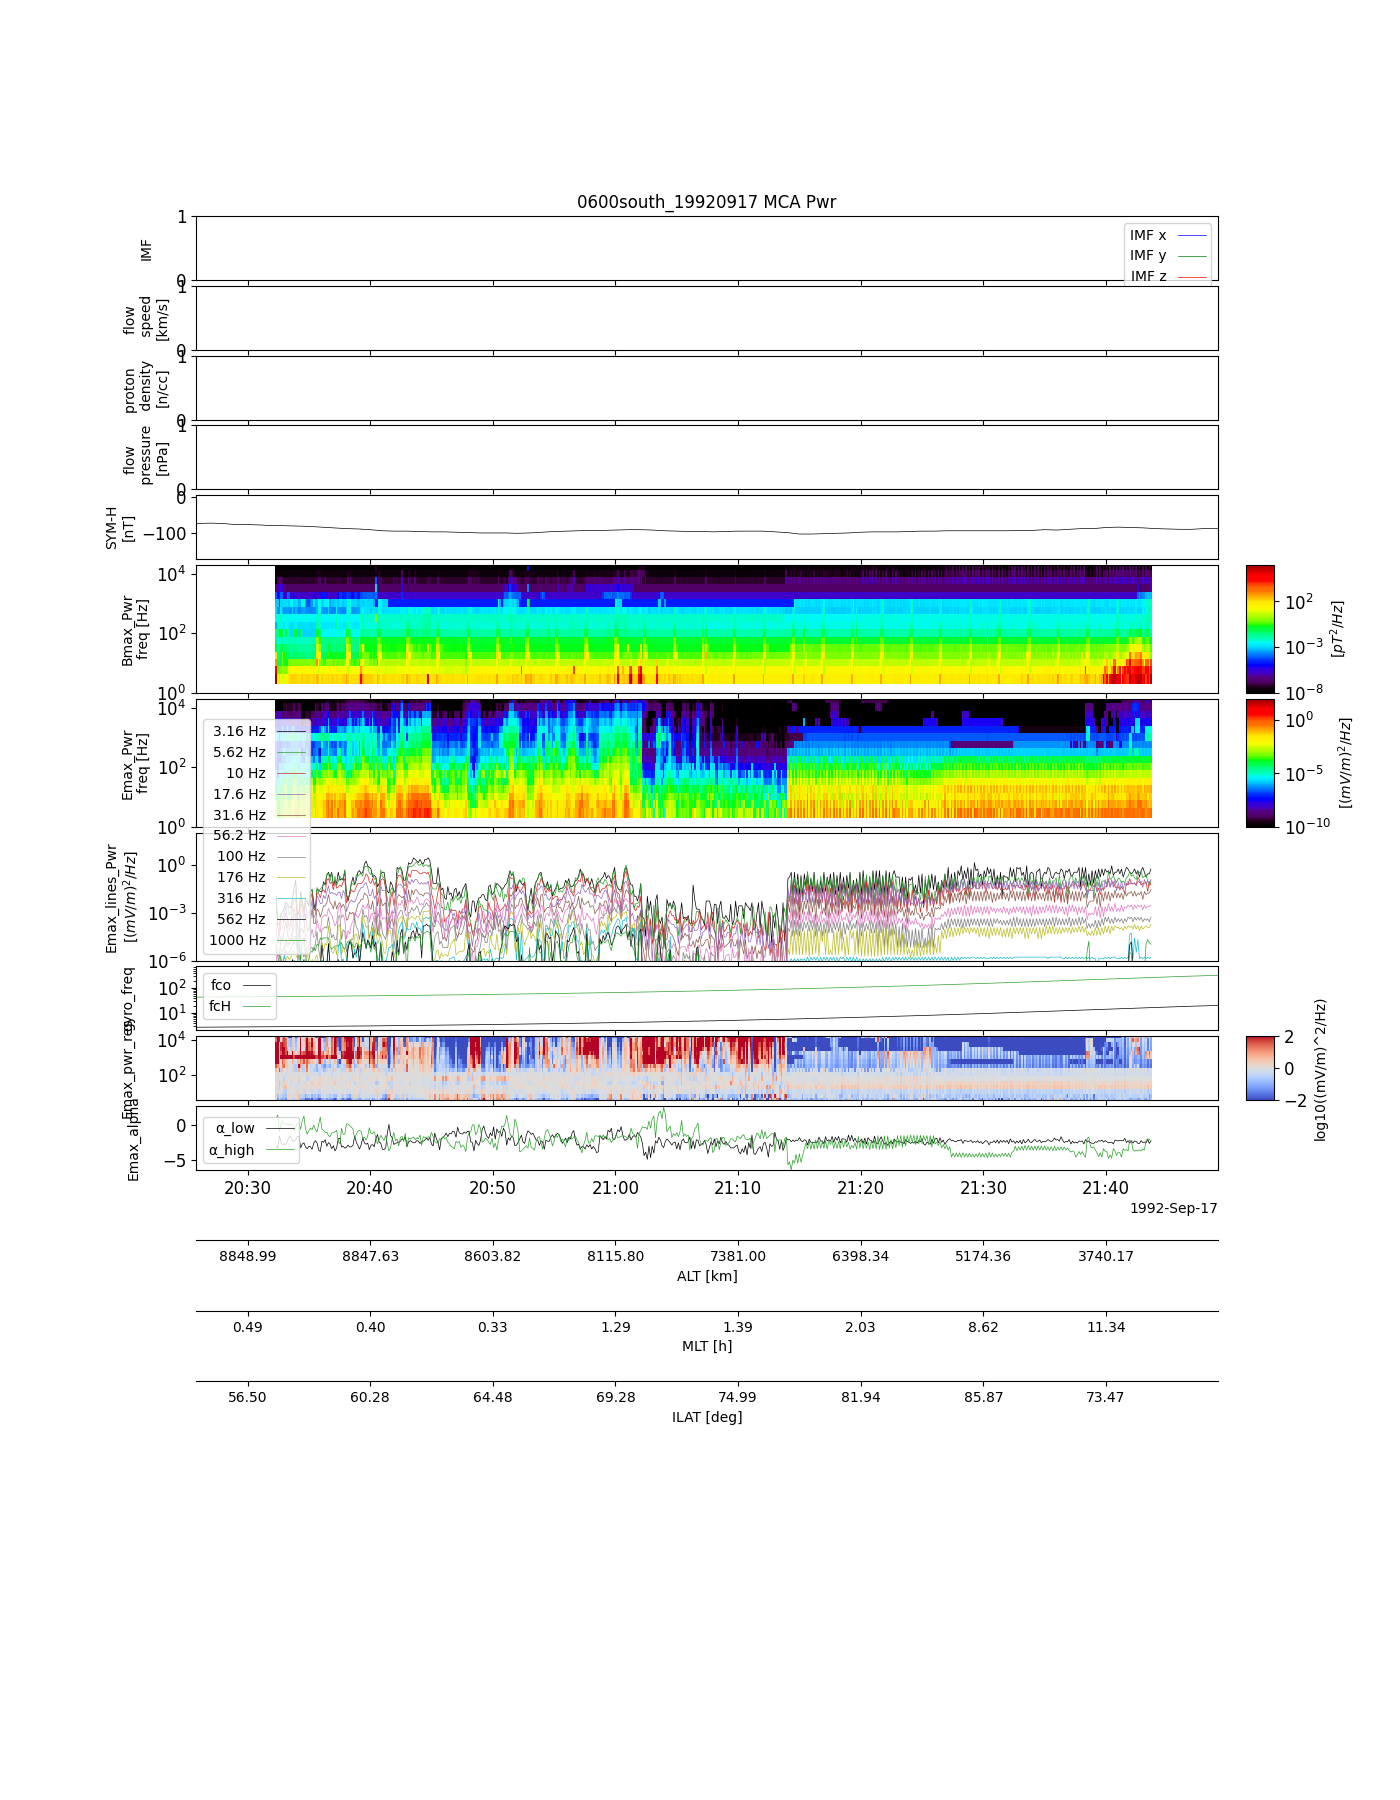 0600south_19920917 MCA Pwr
1
0
IMF
IMF x
IMF y
IMF z
1
0
flow
speed
[km/s]
1
0
proton
density
[n/cc]
1
0
flow
pressure
[nPa]
0
−100
SYM-H
[nT]
10^4
10^2
10^0
Bmax_Pwr
freq [Hz]
10^2
10^−3
10^−8
[pT^2/Hz]
10^4
10^2
10^0
Emax_Pwr
freq [Hz]
10^0
10^−5
10^−10
[(mV/m)^2/Hz]
3.16 Hz
5.62 Hz
10 Hz
17.6 Hz
31.6 Hz
56.2 Hz
100 Hz
176 Hz
316 Hz
562 Hz
1000 Hz
10^0
10^−3
10^−6
Emax_lines_Pwr
[(mV/m)^2/Hz]
10^2
10^1
fco
fcH
10^4
10^2
2
0
−2
log10((mV/m)^2/Hz)
0
−5
Emax_alpha
α_low
α_high
20:30 20:40 20:50 21:00 21:10 21:20 21:30 21:40
1992-Sep-17
8848.99 8847.63 8603.82 8115.80 7381.00 6398.34 5174.36 3740.17
ALT [km]
0.49 0.40 0.33 1.29 1.39 2.03 8.62 11.34
MLT [h]
56.50 60.28 64.48 69.28 74.99 81.94 85.87 73.47
ILAT [deg]